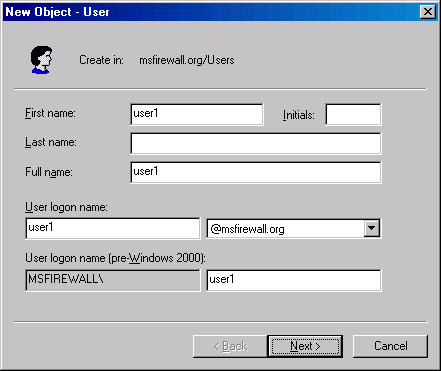 New Object - User
Create in: msfirewall.org/Users
First name: user1 Initials:
Last name:
Full name: user1
User logon name:
user1 @msfirewall.org
User logon name (pre-Windows 2000):
MSFIREWALL\ user1
< Back Next > Cancel